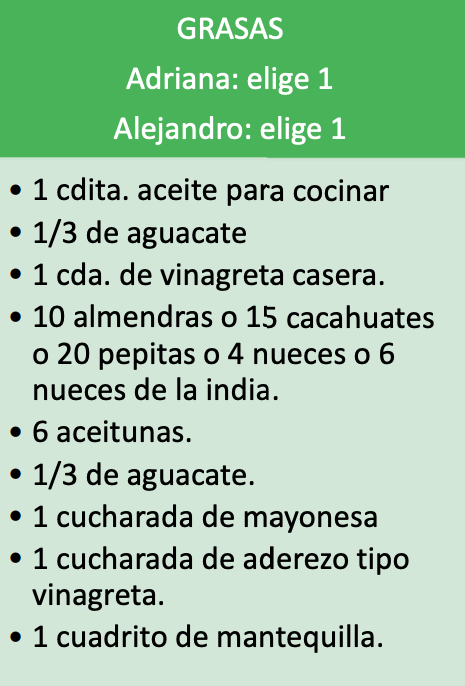 GRASAS
Adriana: elige 1
Alejandro: elige 1
• 1 cdita. aceite para cocinar
• 1/3 de aguacate
• 1 cda. de vinagreta casera.
• 10 almendras o 15 cacahuates
o 20 pepitas o 4 nueces o 6
nueces de la india.
• 6 aceitunas.
• 1/3 de aguacate.
• 1 cucharada de mayonesa
• 1 cucharada de aderezo tipo
vinagreta.
• 1 cuadrito de mantequilla.